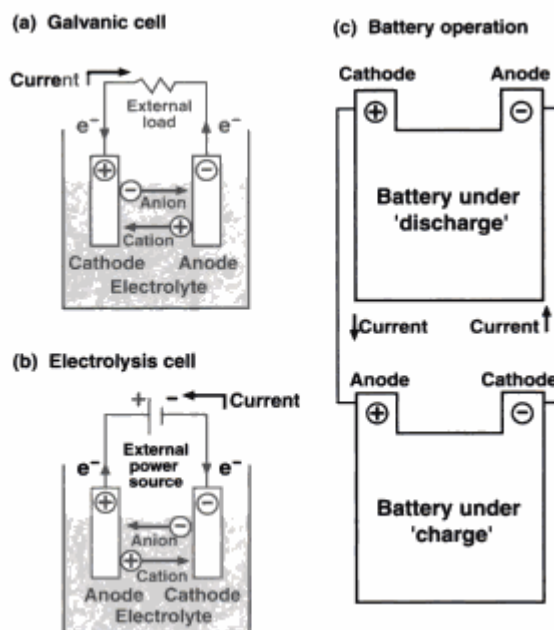 (a) Galvanic cell
Current
External
load
e⁻ e⁻
+ −
− Anion
+ Cation
Cathode Anode
Electrolyte
(b) Electrolysis cell
+ − Current
External
power
source
e⁻ e⁻
+ −
− Anion
+ Cation
Anode Cathode
Electrolyte
(c) Battery operation
Cathode Anode
+ −
Battery under
'discharge'
Current Current
Anode Cathode
+ −
Battery under
'charge'